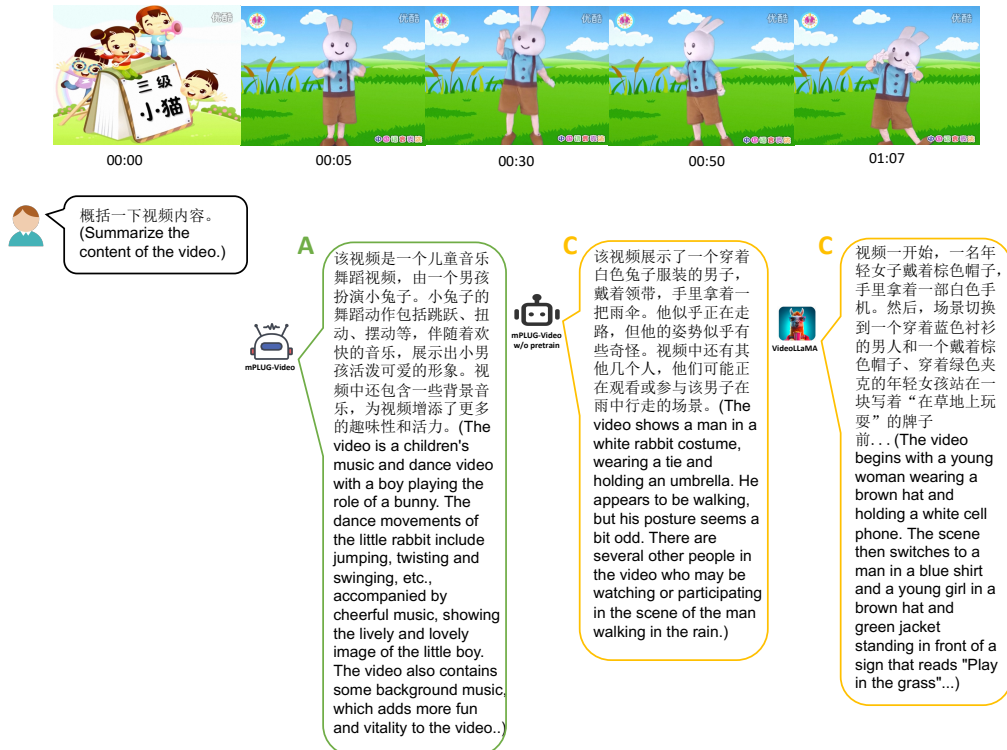 优酷
优酷
优酷
优酷
优酷
三级
小猫
00:00
00:05
00:30
00:50
01:07
概括一下视频内容。
(Summarize the
content of the video.)
A
该视频是一个儿童音乐
舞蹈视频，由一个男孩
扮演小兔子。小兔子的
舞蹈动作包括跳跃、扭
动、摆动等，伴随着欢
快的音乐，展示出小男
孩活泼可爱的形象。视
频中还包含一些背景音
乐，为视频增添了更多
的趣味性和活力。(The
video is a children's
music and dance video
with a boy playing the
role of a bunny. The
dance movements of
the little rabbit include
jumping, twisting and
swinging, etc.,
accompanied by
cheerful music, showing
the lively and lovely
image of the little boy.
The video also contains
some background music,
which adds more fun
and vitality to the video..)
mPLUG-Video
C
该视频展示了一个穿着
白色兔子服装的男子，
戴着领带，手里拿着一
把雨伞。他似乎正在走
路，但他的姿势似乎有
些奇怪。视频中还有其
他几个人，他们可能正
在观看或参与该男子在
雨中行走的场景。(The
video shows a man in a
white rabbit costume,
wearing a tie and
holding an umbrella. He
appears to be walking,
but his posture seems a
bit odd. There are
several other people in
the video who may be
watching or participating
in the scene of the man
walking in the rain.)
mPLUG-Video
w/o pretrain
C
视频一开始，一名年
轻女子戴着棕色帽子，
手里拿着一部白色手
机。然后，场景切换
到一个穿着蓝色衬衫
的男人和一个戴着棕
色帽子、穿着绿色夹
克的年轻女孩站在一
块写着“在草地上玩
耍”的牌子
前...(The video
begins with a young
woman wearing a
brown hat and
holding a white cell
phone. The scene
then switches to a
man in a blue shirt
and a young girl in a
brown hat and
green jacket
standing in front of a
sign that reads "Play
in the grass"...)
VideoLLaMA